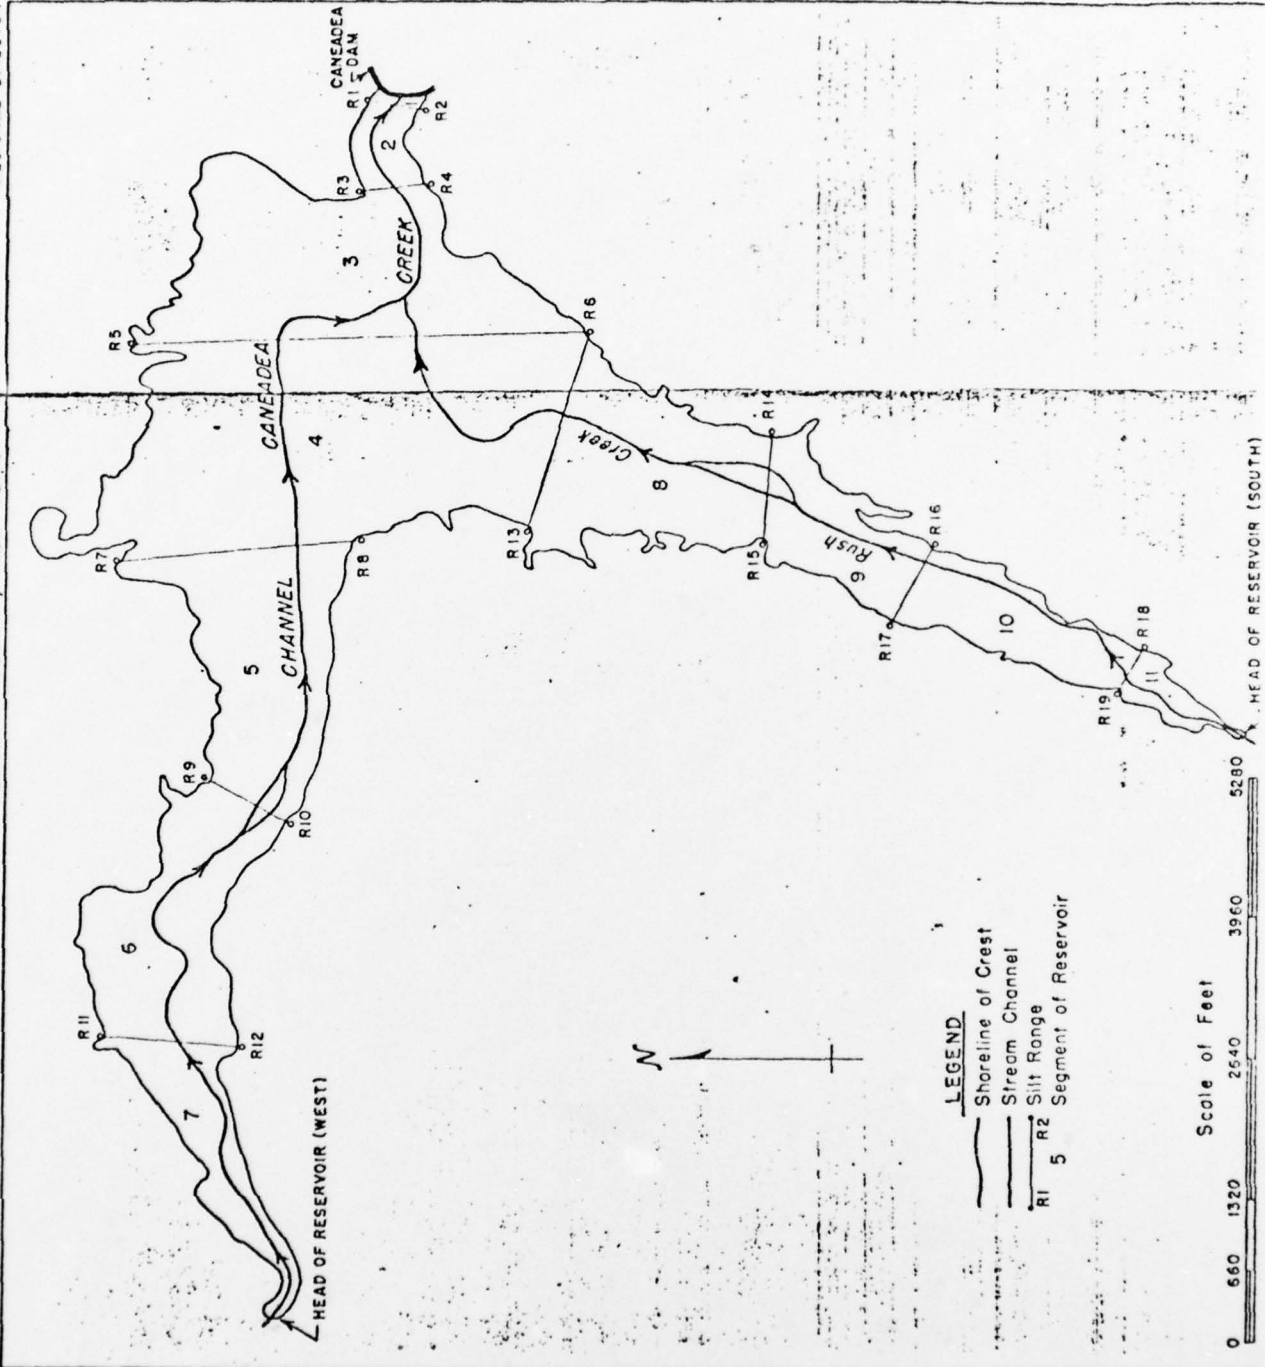 CANEADEA
DAM
R1
R2
2
R3
R4
3
CREEK
R5
R6
CANEADEA
4
R14
Creek
8
R7
R8
R13
R15
Rush
R16
9
CHANNEL
5
R17
10
R18
11
R19
HEAD OF RESERVOIR (SOUTH)
R9
R10
6
R11
R12
7
HEAD OF RESERVOIR (WEST)
N
LEGEND
Shoreline of Crest
Stream Channel
R1 R2 Silt Range
5 Segment of Reservoir
Scale of Feet
0 660 1320 2640 3960 5280